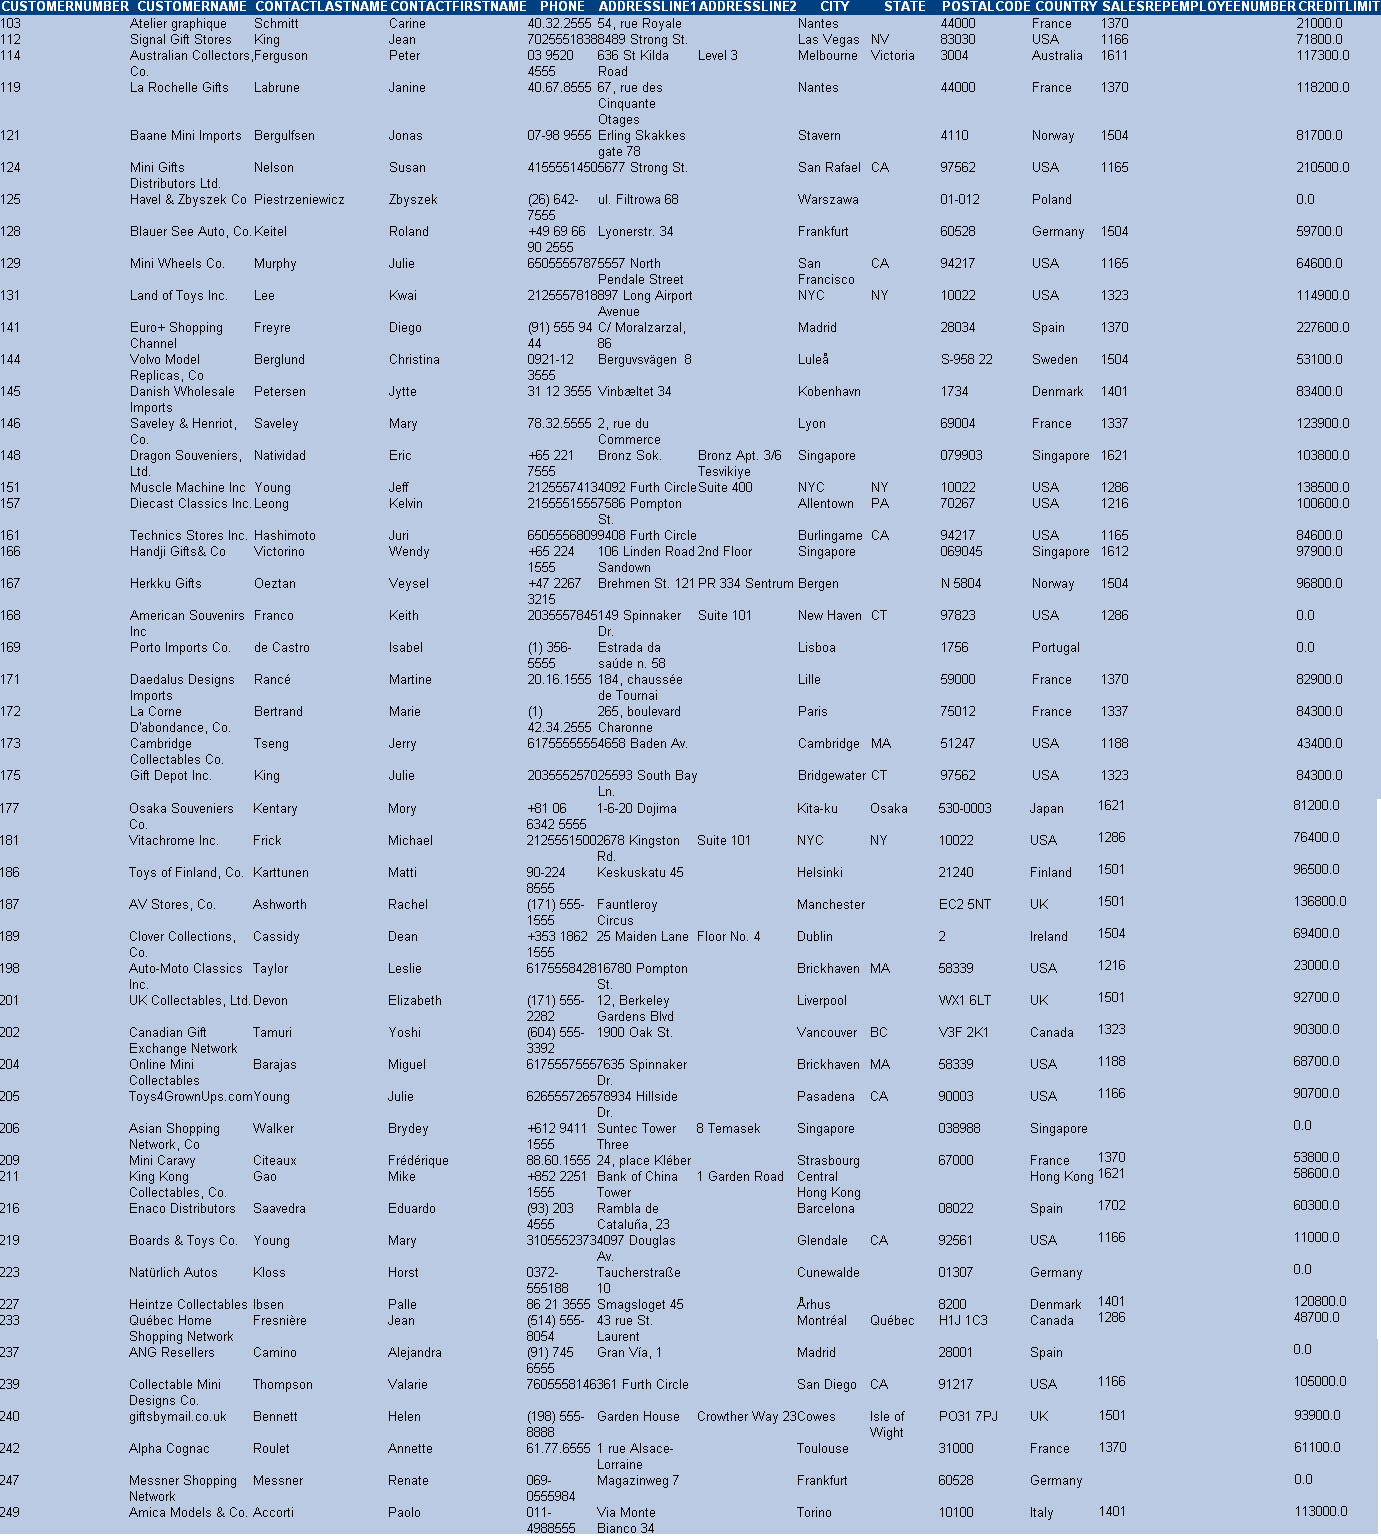 CUSTOMERNUMBER CUSTOMERNAME CONTACTLASTNAME CONTACTFIRSTNAME PHONE ADDRESSLINE1 ADDRESSLINE2 CITY STATE POSTALCODE COUNTRY SALESREPEMPLOYEENUMBER CREDITLIMIT
103 Atelier graphique Schmitt Carine 40.32.2555 54, rue Royale Nantes 44000 France 1370 21000.0
112 Signal Gift Stores King Jean 7025551838 8489 Strong St. Las Vegas NV 83030 USA 1166 71800.0
114 Australian Collectors, Ferguson Peter 03 9520 636 St Kilda Level 3 Melbourne Victoria 3004 Australia 1611 117300.0
Co. 4555 Road
119 La Rochelle Gifts Labrune Janine 40.67.8555 67, rue des Nantes 44000 France 1370 118200.0
Cinquante
Otages
121 Baane Mini Imports Bergulfsen Jonas 07-98 9555 Erling Skakkes Stavern 4110 Norway 1504 81700.0
gate 78
124 Mini Gifts Nelson Susan 4155551450 5677 Strong St. San Rafael CA 97562 USA 1165 210500.0
Distributors Ltd.
125 Havel & Zbyszek Co Piestrzeniewicz Zbyszek (26) 642- ul. Filtrowa 68 Warszawa 01-012 Poland 0.0
7555
128 Blauer See Auto, Co. Keitel Roland +49 69 66 Lyonerstr. 34 Frankfurt 60528 Germany 1504 59700.0
90 2555
129 Mini Wheels Co. Murphy Julie 6505555787 5557 North San CA 94217 USA 1165 64600.0
Pendale Street Francisco
131 Land of Toys Inc. Lee Kwai 2125557818 897 Long Airport NYC NY 10022 USA 1323 114900.0
Avenue
141 Euro+ Shopping Freyre Diego (91) 555 94 C/ Moralzarzal, Madrid 28034 Spain 1370 227600.0
Channel 44 86
144 Volvo Model Berglund Christina 0921-12 Berguvsvägen  8 Luleå S-958 22 Sweden 1504 53100.0
Replicas, Co 3555
145 Danish Wholesale Petersen Jytte 31 12 3555 Vinbæltet 34 Kobenhavn 1734 Denmark 1401 83400.0
Imports
146 Saveley & Henriot, Saveley Mary 78.32.5555 2, rue du Lyon 69004 France 1337 123900.0
Co. Commerce
148 Dragon Souveniers, Natividad Eric +65 221 Bronz Sok. Bronz Apt. 3/6 Singapore 079903 Singapore 1621 103800.0
Ltd. 7555 Tesvikiye
151 Muscle Machine Inc Young Jeff 2125557413 4092 Furth Circle Suite 400 NYC NY 10022 USA 1286 138500.0
157 Diecast Classics Inc. Leong Kelvin 2155551555 7586 Pompton Allentown PA 70267 USA 1216 100600.0
St.
161 Technics Stores Inc. Hashimoto Juri 6505556809 9408 Furth Circle Burlingame CA 94217 USA 1165 84600.0
166 Handji Gifts& Co Victorino Wendy +65 224 106 Linden Road 2nd Floor Singapore 069045 Singapore 1612 97900.0
1555 Sandown
167 Herkku Gifts Oeztan Veysel +47 2267 Brehmen St. 121 PR 334 Sentrum Bergen N 5804 Norway 1504 96800.0
3215
168 American Souvenirs Franco Keith 2035557845 149 Spinnaker Suite 101 New Haven CT 97823 USA 1286 0.0
Inc Dr.
169 Porto Imports Co. de Castro Isabel (1) 356- Estrada da Lisboa 1756 Portugal 0.0
5555 saúde n. 58
171 Daedalus Designs Rancé Martine 20.16.1555 184, chaussée Lille 59000 France 1370 82900.0
Imports de Tournai
172 La Corne Bertrand Marie (1) 265, boulevard Paris 75012 France 1337 84300.0
D'abondance, Co. 42.34.2555 Charonne
173 Cambridge Tseng Jerry 6175555555 4658 Baden Av. Cambridge MA 51247 USA 1188 43400.0
Collectables Co.
175 Gift Depot Inc. King Julie 2035552570 25593 South Bay Bridgewater CT 97562 USA 1323 84300.0
Ln.
177 Osaka Souveniers Kentary Mory +81 06 1-6-20 Dojima Kita-ku Osaka 530-0003 Japan 1621 81200.0
Co. 6342 5555
181 Vitachrome Inc. Frick Michael 2125551500 2678 Kingston Suite 101 NYC NY 10022 USA 1286 76400.0
Rd.
186 Toys of Finland, Co. Karttunen Matti 90-224 Keskuskatu 45 Helsinki 21240 Finland 1501 96500.0
8555
187 AV Stores, Co. Ashworth Rachel (171) 555- Fauntleroy Manchester EC2 5NT UK 1501 136800.0
1555 Circus
189 Clover Collections, Cassidy Dean +353 1862 25 Maiden Lane Floor No. 4 Dublin 2 Ireland 1504 69400.0
Co. 1555
198 Auto-Moto Classics Taylor Leslie 6175558428 16780 Pompton Brickhaven MA 58339 USA 1216 23000.0
Inc. St.
201 UK Collectables, Ltd. Devon Elizabeth (171) 555- 12, Berkeley Liverpool WX1 6LT UK 1501 92700.0
2282 Gardens Blvd
202 Canadian Gift Tamuri Yoshi (604) 555- 1900 Oak St. Vancouver BC V3F 2K1 Canada 1323 90300.0
Exchange Network 3392
204 Online Mini Barajas Miguel 6175557555 7635 Spinnaker Brickhaven MA 58339 USA 1188 68700.0
Collectables Dr.
205 Toys4GrownUps.com Young Julie 6265557265 78934 Hillside Pasadena CA 90003 USA 1166 90700.0
Dr.
206 Asian Shopping Walker Brydey +612 9411 Suntec Tower 8 Temasek Singapore 038988 Singapore 0.0
Network, Co 1555 Three
209 Mini Caravy Citeaux Frédérique 88.60.1555 24, place Kléber Strasbourg 67000 France 1370 53800.0
211 King Kong Gao Mike +852 2251 Bank of China 1 Garden Road Central Hong Kong 1621 58600.0
Collectables, Co. 1555 Tower Hong Kong
216 Enaco Distributors Saavedra Eduardo (93) 203 Rambla de Barcelona 08022 Spain 1702 60300.0
4555 Cataluña, 23
219 Boards & Toys Co. Young Mary 3105552373 4097 Douglas Glendale CA 92561 USA 1166 11000.0
Av.
223 Natürlich Autos Kloss Horst 0372- Taucherstraße Cunewalde 01307 Germany 0.0
555188 10
227 Heintze Collectables Ibsen Palle 86 21 3555 Smagsloget 45 Århus 8200 Denmark 1401 120800.0
233 Québec Home Fresnière Jean (514) 555- 43 rue St. Montréal Québec H1J 1C3 Canada 1286 48700.0
Shopping Network 8054 Laurent
237 ANG Resellers Camino Alejandra (91) 745 Gran Vía, 1 Madrid 28001 Spain 0.0
6555
239 Collectable Mini Thompson Valarie 7605558146 361 Furth Circle San Diego CA 91217 USA 1166 105000.0
Designs Co.
240 giftsbymail.co.uk Bennett Helen (198) 555- Garden House Crowther Way 23 Cowes Isle of PO31 7PJ UK 1501 93900.0
8888 Wight
242 Alpha Cognac Roulet Annette 61.77.6555 1 rue Alsace- Toulouse 31000 France 1370 61100.0
Lorraine
247 Messner Shopping Messner Renate 069- Magazinweg 7 Frankfurt 60528 Germany 0.0
Network 0555984
249 Amica Models & Co. Accorti Paolo 011- Via Monte Torino 10100 Italy 1401 113000.0
4988555 Bianco 34